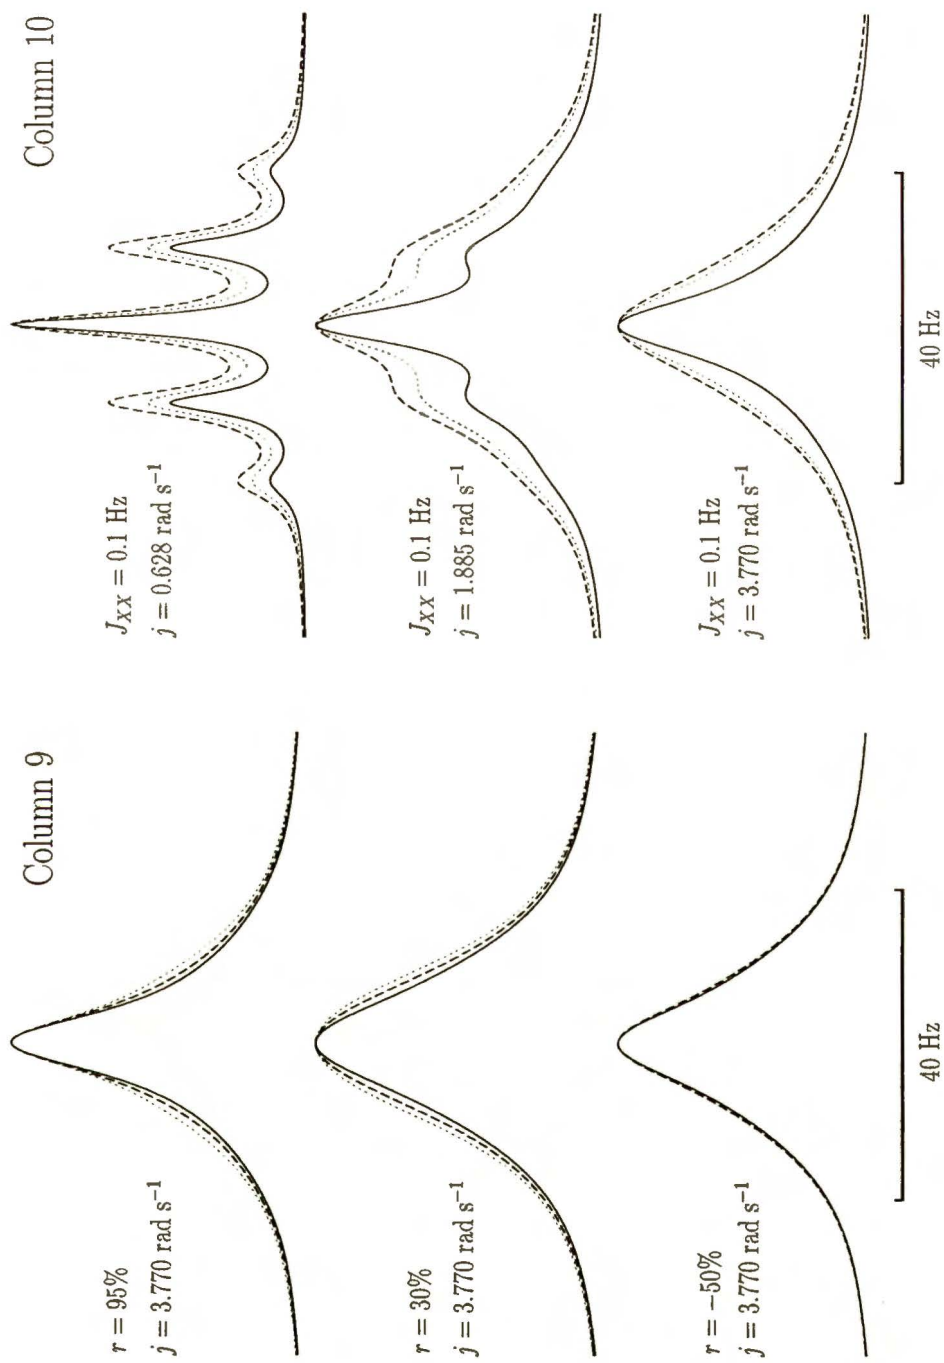 Column 9
r = 95%
j = 3.770 rad s⁻¹
r = 30%
j = 3.770 rad s⁻¹
r = −50%
j = 3.770 rad s⁻¹
40 Hz
Column 10
J_XX = 0.1 Hz
j = 0.628 rad s⁻¹
J_XX = 0.1 Hz
j = 1.885 rad s⁻¹
J_XX = 0.1 Hz
j = 3.770 rad s⁻¹
40 Hz